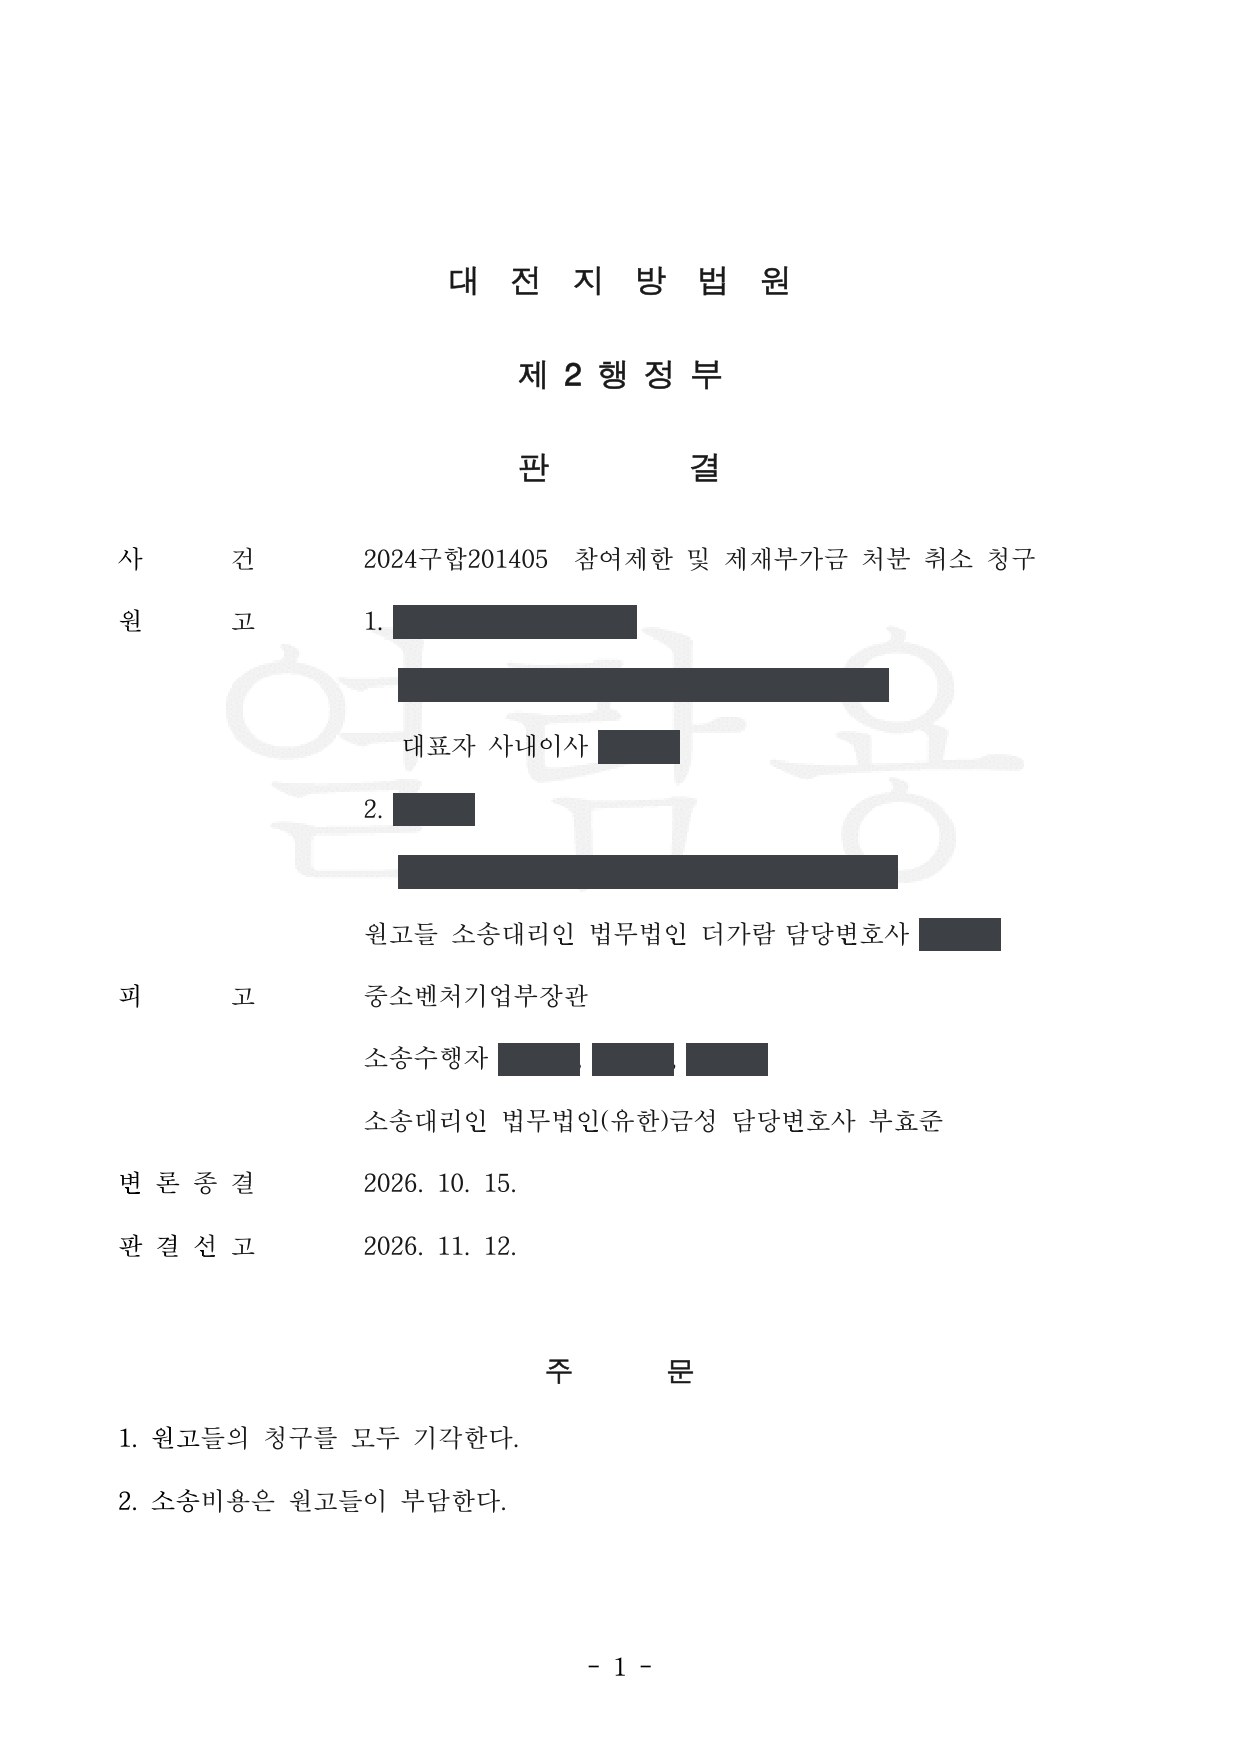 대 전 지 방 법 원
제 2 행 정 부
판 결
사 건 2024구합201405 참여제한 및 제재부가금 처분 취소 청구
원 고 1.
대표자 사내이사
2.
원고들 소송대리인 법무법인 더가람 담당변호사
피 고 중소벤처기업부장관
소송수행자 , ,
소송대리인 법무법인(유한)금성 담당변호사 부효준
변 론 종 결 2026. 10. 15.
판 결 선 고 2026. 11. 12.
주 문
1. 원고들의 청구를 모두 기각한다.
2. 소송비용은 원고들이 부담한다.
- 1 -
열람용